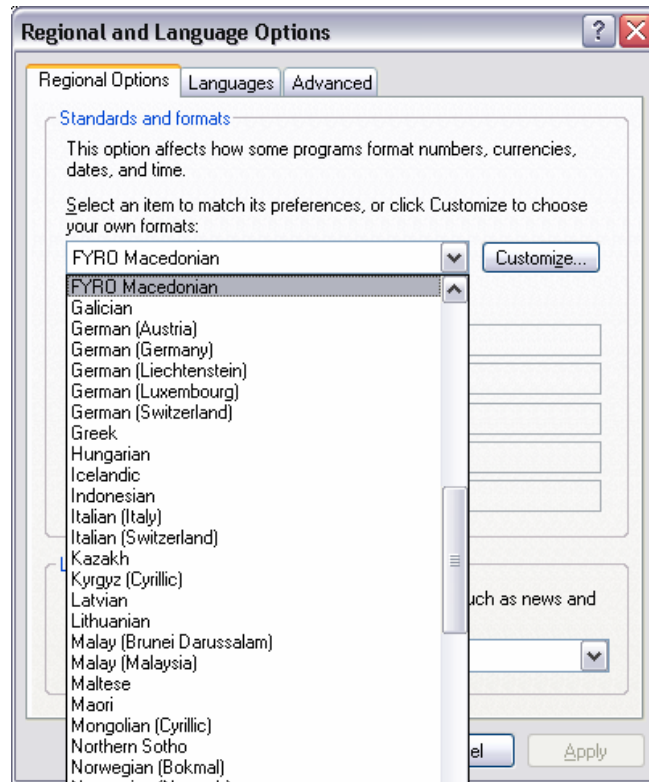 Regional and Language Options
Regional Options Languages Advanced
Standards and formats
This option affects how some programs format numbers, currencies,
dates, and time.
Select an item to match its preferences, or click Customize to choose
your own formats:
FYRO Macedonian Customize...
FYRO Macedonian
Galician
German (Austria)
German (Germany)
German (Liechtenstein)
German (Luxembourg)
German (Switzerland)
Greek
Hungarian
Icelandic
Indonesian
Italian (Italy)
Italian (Switzerland)
Kazakh
Kyrgyz (Cyrillic)
Latvian
Lithuanian
Malay (Brunei Darussalam)
Malay (Malaysia)
Maltese
Maori
Mongolian (Cyrillic)
Northern Sotho
Norwegian (Bokmal)
as news and
Apply